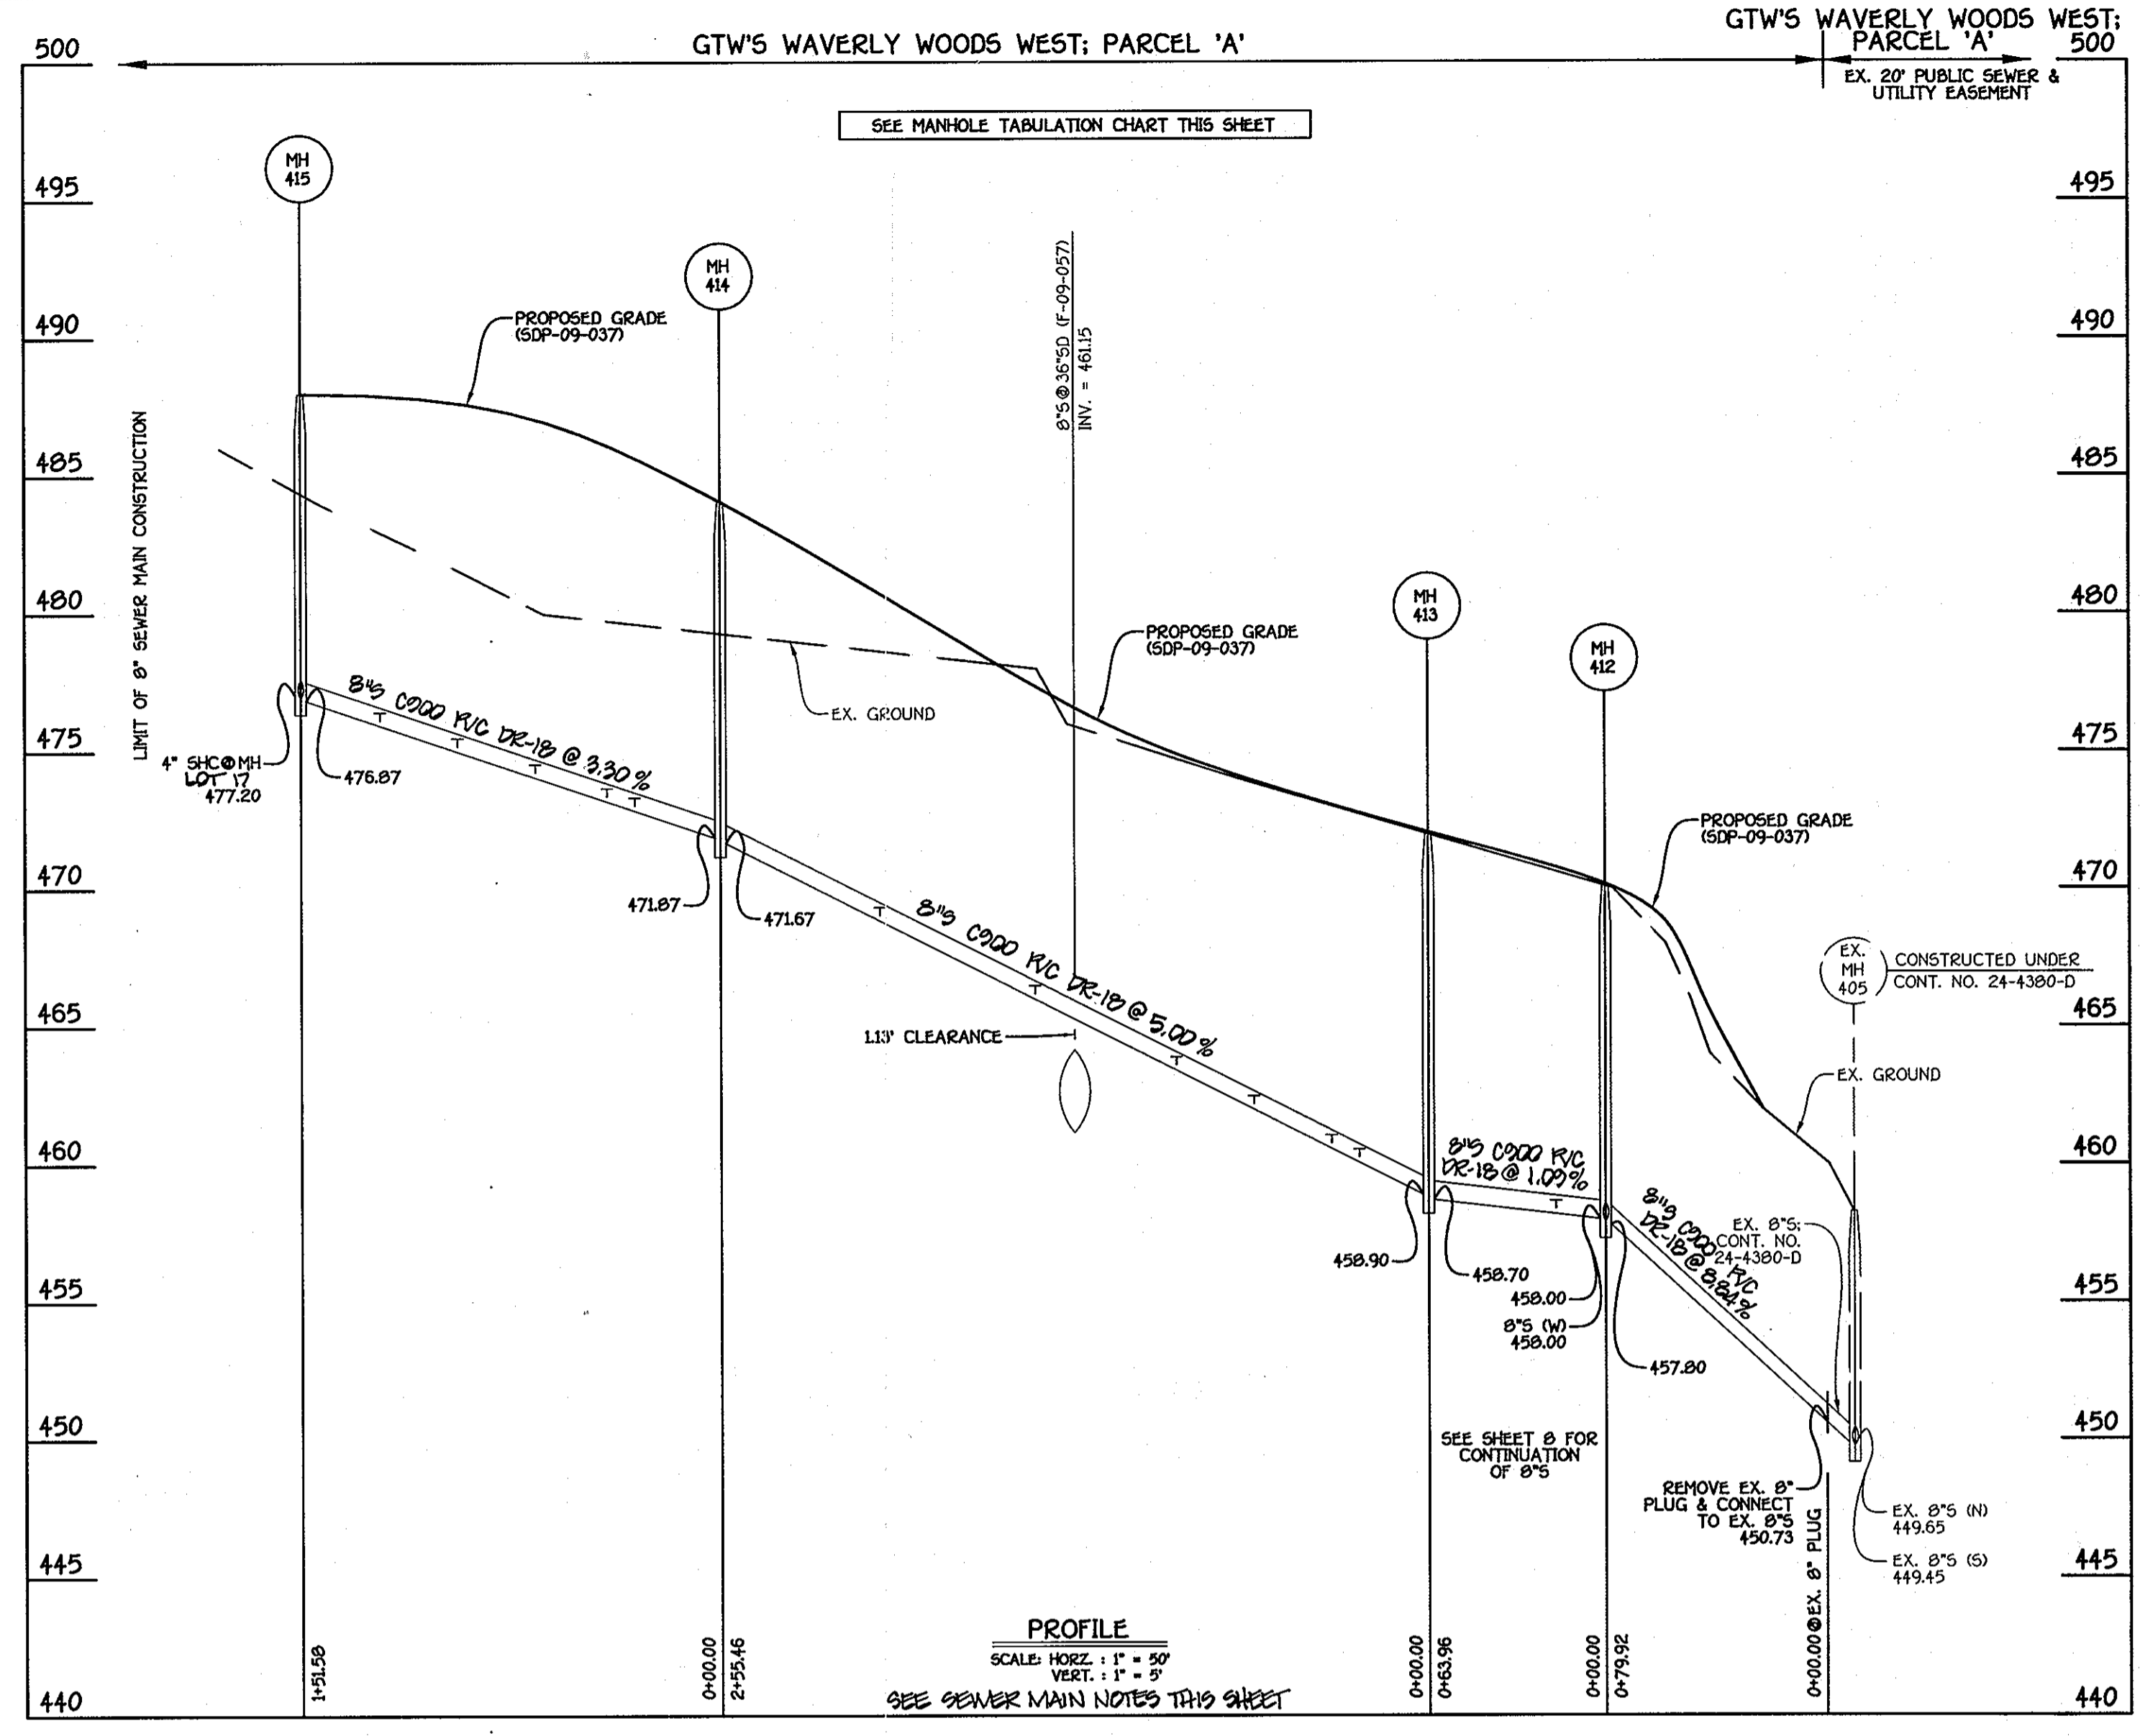 GTW'S WAVERLY WOODS WEST; PARCEL 'A'
GTW'S WAVERLY WOODS WEST;
PARCEL 'A'
EX. 20' PUBLIC SEWER &
UTILITY EASEMENT
500
500
SEE MANHOLE TABULATION CHART THIS SHEET
MH
415
495
495
MH
414
8"S@36"SD (F-09-057)
INV. = 461.15
490
490
PROPOSED GRADE
(SDP-09-037)
LIMIT OF 8" SEWER MAIN CONSTRUCTION
485
485
480
480
MH
413
MH
412
PROPOSED GRADE
(SDP-09-037)
EX. GROUND
8"S C900 R/C DR-18 @ 3.30%
475
475
4" SHC@MH
LOT 17
477.20
476.87
PROPOSED GRADE
(SDP-09-037)
470
470
471.87
471.67
8"S C900 R/C DR-18 @ 5.00%
EX.
MH
405
CONSTRUCTED UNDER
CONT. NO. 24-4380-D
465
465
1.13' CLEARANCE
EX. GROUND
460
460
8"S C900 R/C
DR-18 @ 1.09%
8"S C900 R/C
DR-18 @ 8.84%
EX. 8"S;
CONT. NO.
24-4380-D
458.90
458.70
458.00
8"S (W)
458.00
457.80
455
455
450
450
SEE SHEET 8 FOR
CONTINUATION
OF 8"S
REMOVE EX. 8"
PLUG & CONNECT
TO EX. 8"S
450.73
EX. 8"S (N)
449.65
EX. 8"S (S)
449.45
445
445
1+51.58
0+00.00
2+55.46
PROFILE
SCALE: HORZ. : 1" = 50'
VERT. : 1" = 5'
SEE SEWER MAIN NOTES THIS SHEET
0+00.00
0+63.96
0+00.00
0+79.92
0+00.00@EX. 8" PLUG
440
440